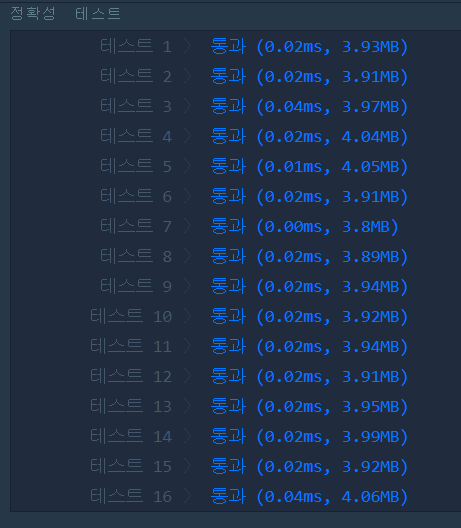 정확성 테스트
테스트 1 〉 통과 (0.02ms, 3.93MB)
테스트 2 〉 통과 (0.02ms, 3.91MB)
테스트 3 〉 통과 (0.04ms, 3.97MB)
테스트 4 〉 통과 (0.02ms, 4.04MB)
테스트 5 〉 통과 (0.01ms, 4.05MB)
테스트 6 〉 통과 (0.02ms, 3.91MB)
테스트 7 〉 통과 (0.00ms, 3.8MB)
테스트 8 〉 통과 (0.02ms, 3.89MB)
테스트 9 〉 통과 (0.02ms, 3.94MB)
테스트 10 〉 통과 (0.02ms, 3.92MB)
테스트 11 〉 통과 (0.02ms, 3.94MB)
테스트 12 〉 통과 (0.02ms, 3.91MB)
테스트 13 〉 통과 (0.02ms, 3.95MB)
테스트 14 〉 통과 (0.02ms, 3.99MB)
테스트 15 〉 통과 (0.02ms, 3.92MB)
테스트 16 〉 통과 (0.04ms, 4.06MB)